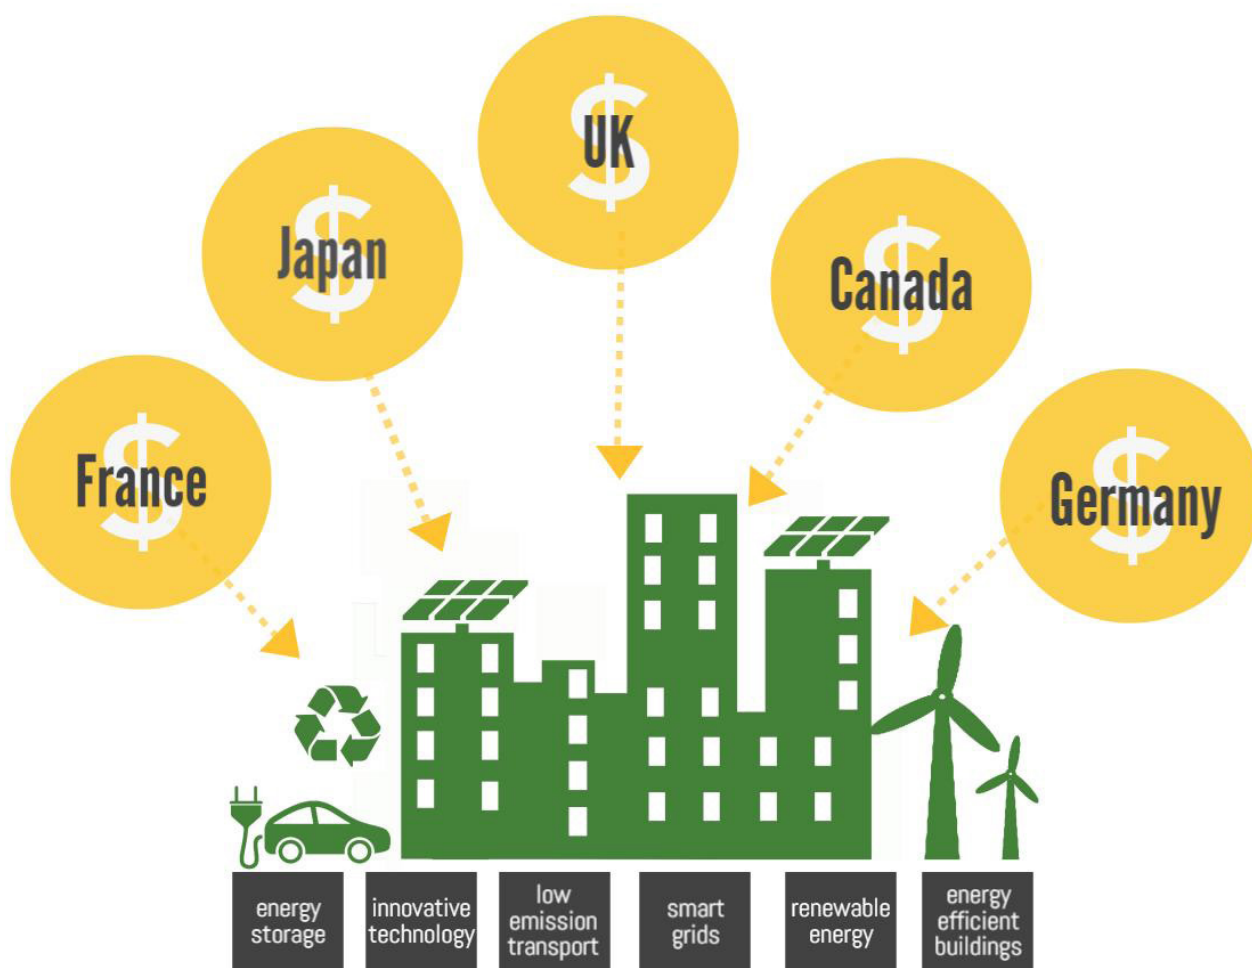 $
UK
$
Japan
$
Canada
$
France
$
Germany
energy
storage
innovative
technology
low
emission
transport
smart
grids
renewable
energy
energy
efficient
buildings